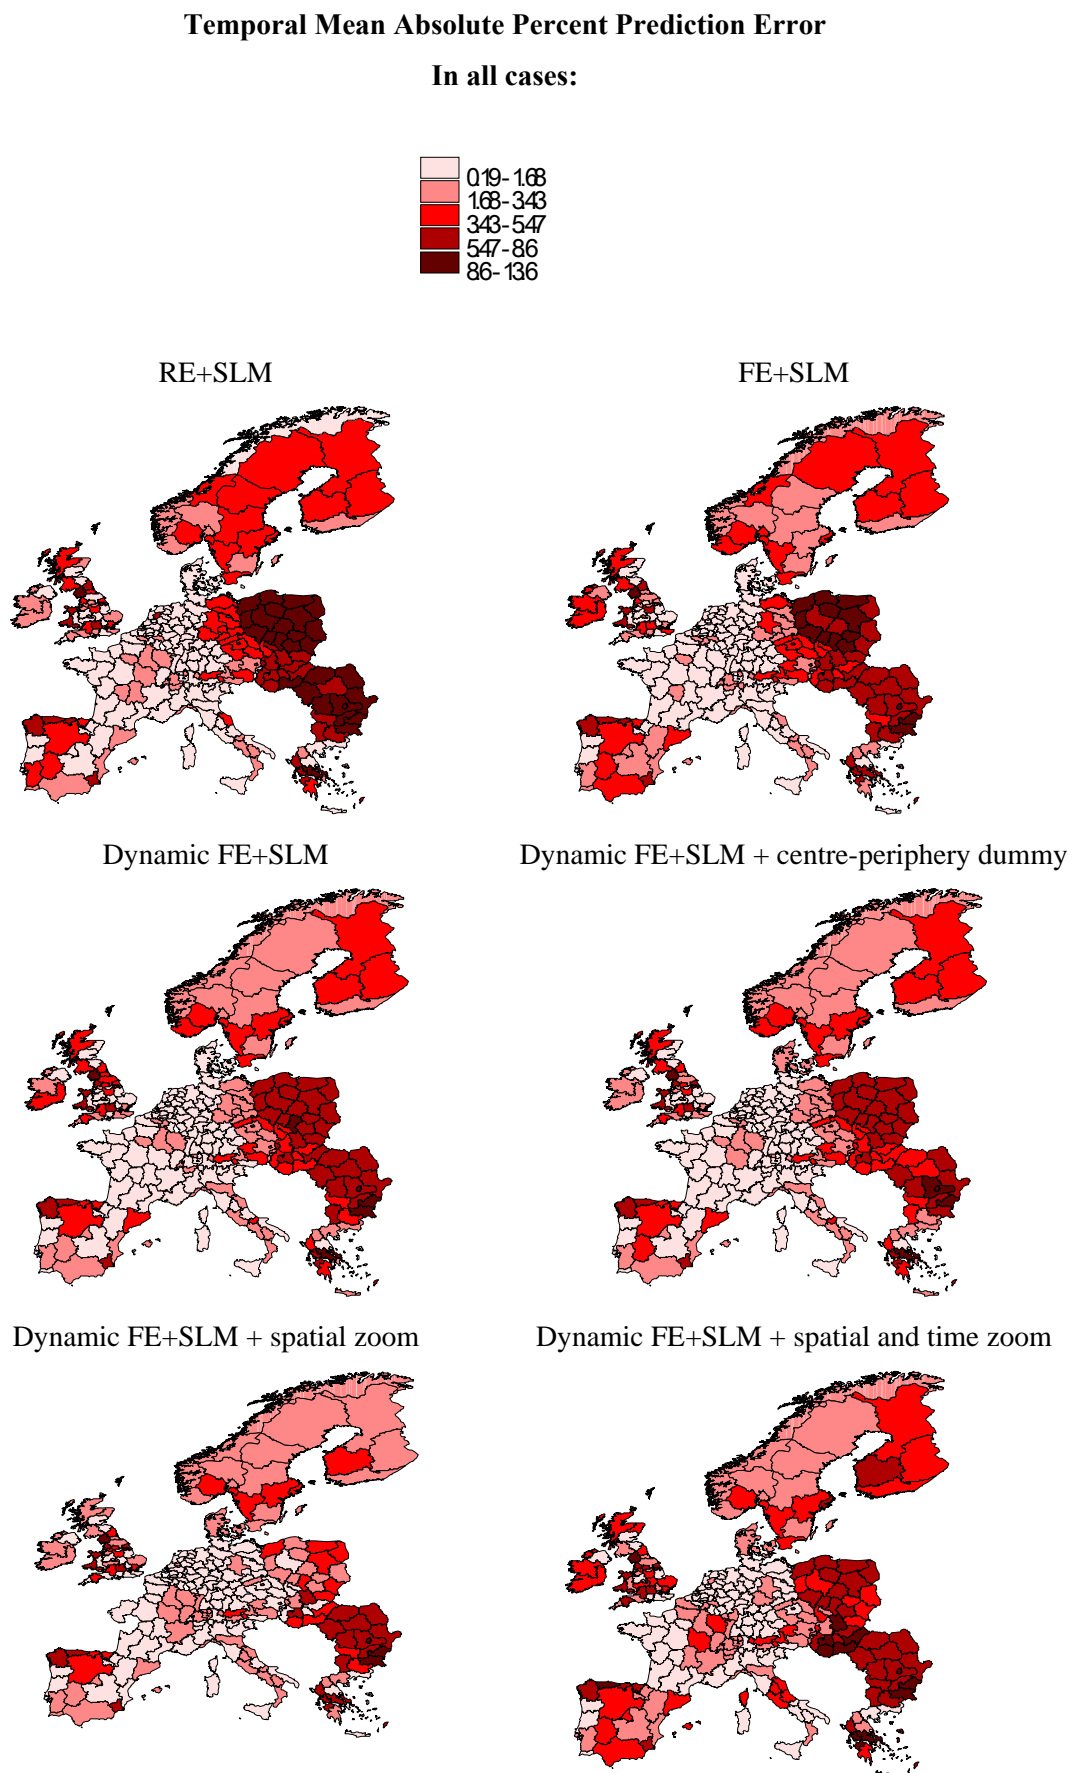 Temporal Mean Absolute Percent Prediction Error
In all cases:
0.19 - 1.68
1.68 - 3.43
3.43 - 5.47
5.47 - 8.6
8.6 - 13.6
RE+SLM
FE+SLM
Dynamic FE+SLM
Dynamic FE+SLM + centre-periphery dummy
Dynamic FE+SLM + spatial zoom
Dynamic FE+SLM + spatial and time zoom